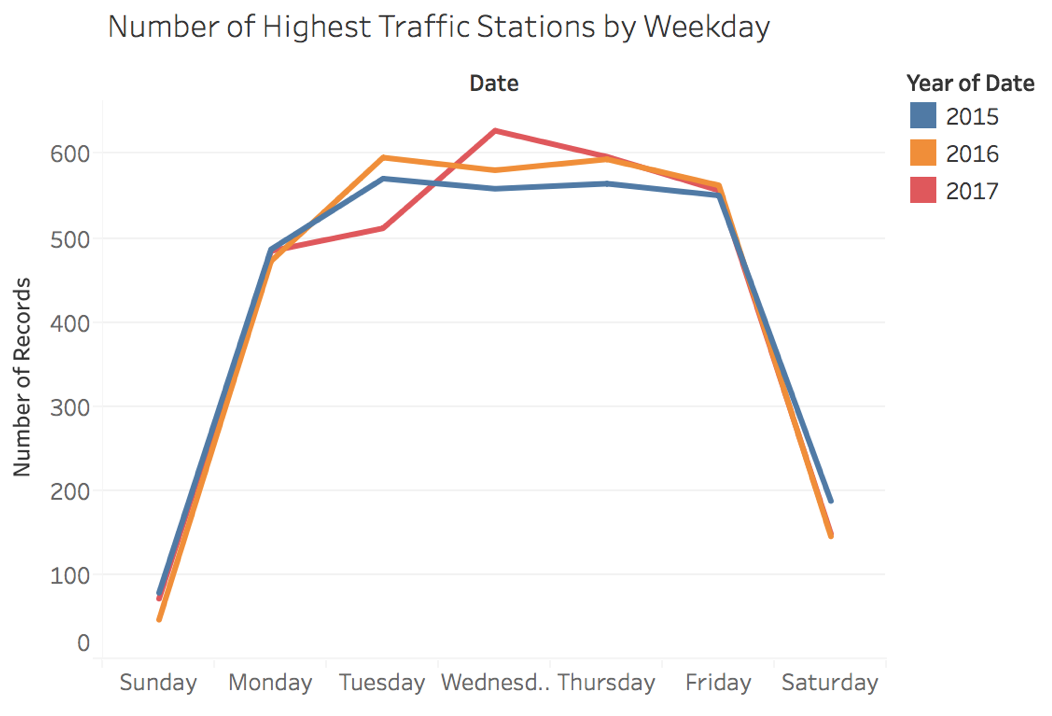 Number of Highest Traffic Stations by Weekday
Date
Year of Date
2015
2016
2017
Number of Records
600
500
400
300
200
100
0
Sunday Monday Tuesday Wednesd.. Thursday Friday Saturday